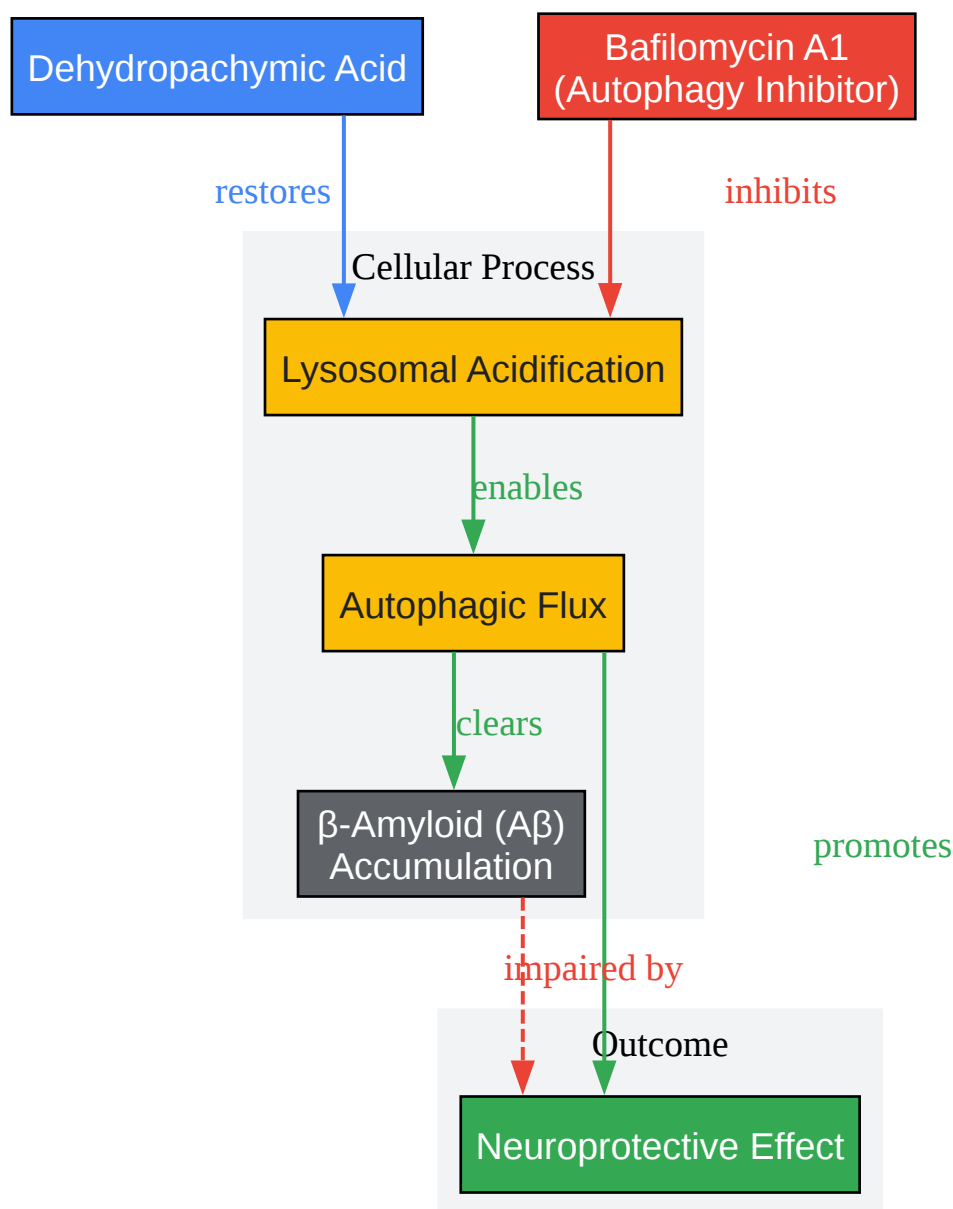 Dehydropachymic Acid
Bafilomycin A1
(Autophagy Inhibitor)
restores
inhibits
Cellular Process
Lysosomal Acidification
enables
Autophagic Flux
clears
β-Amyloid (Aβ)
Accumulation
promotes
impaired by
Outcome
Neuroprotective Effect